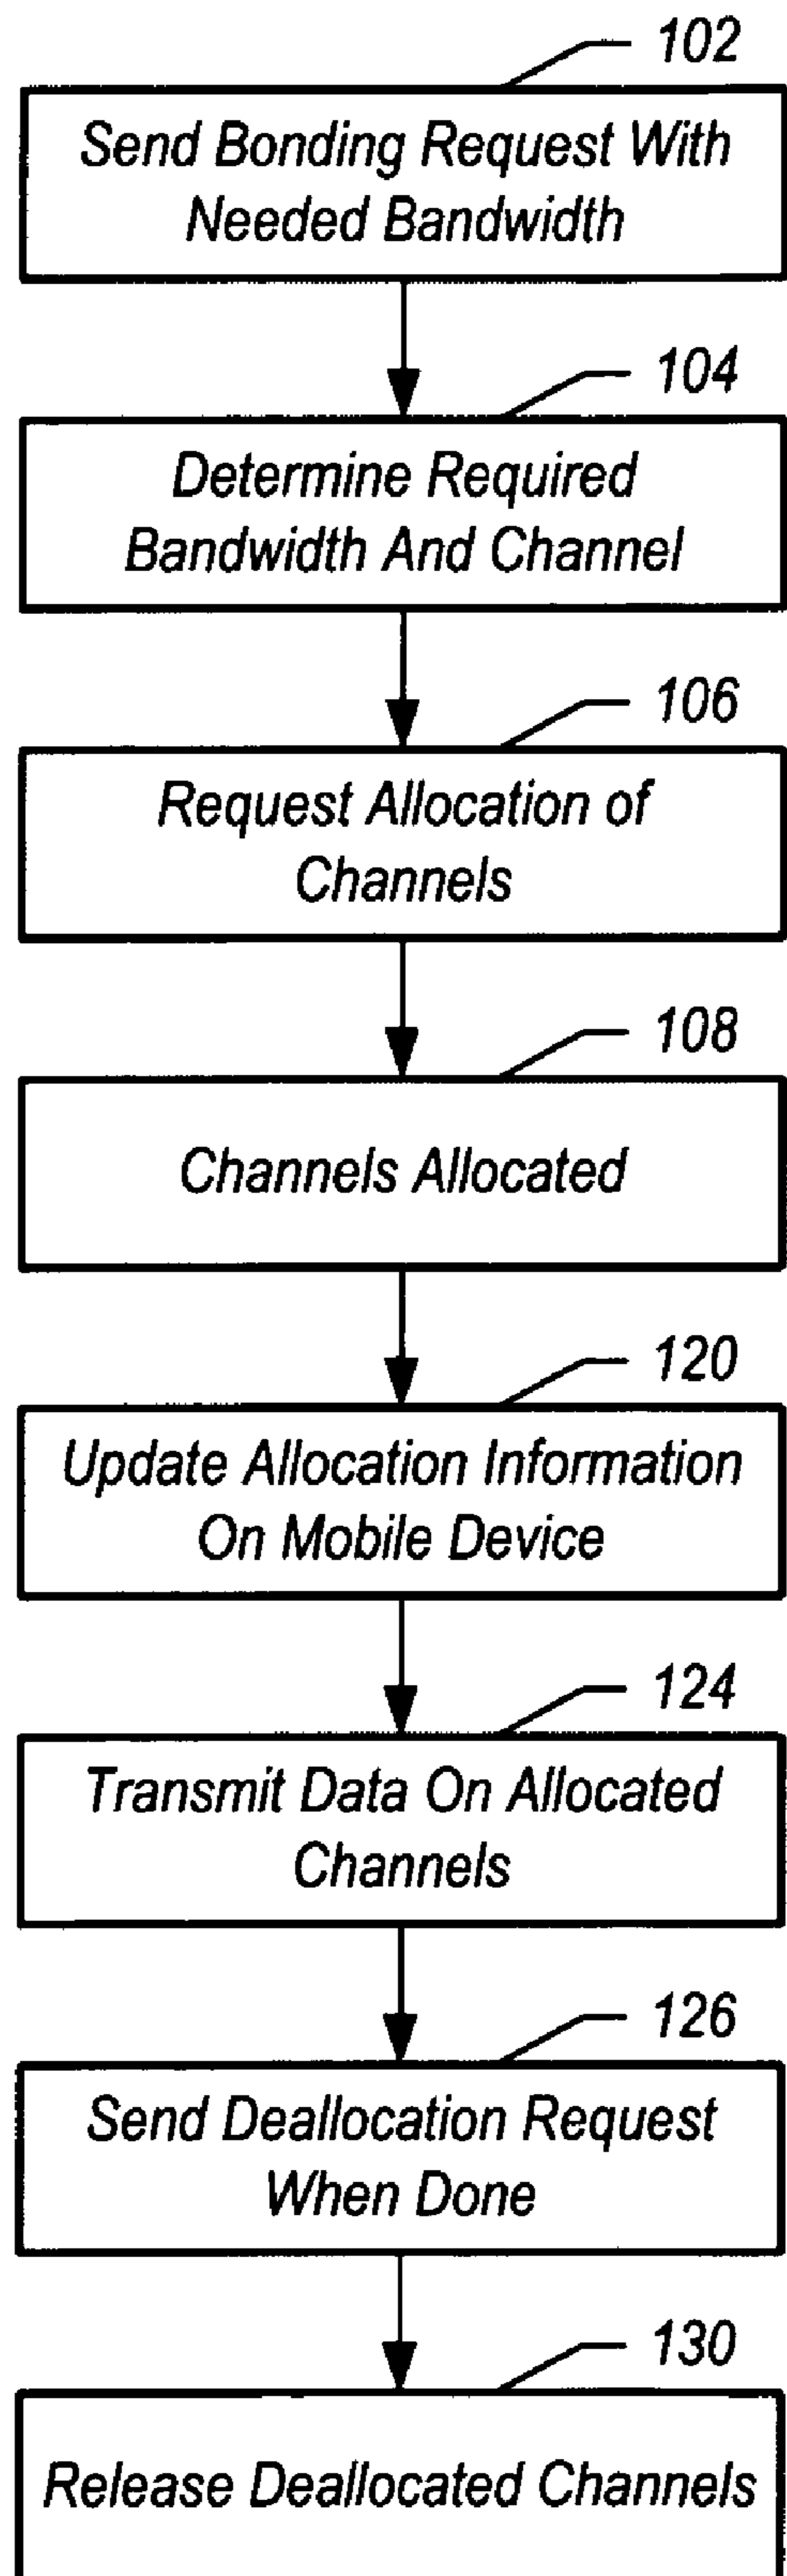 102
Send Bonding Request With
Needed Bandwidth
104
Determine Required
Bandwidth And Channel
106
Request Allocation of
Channels
108
Channels Allocated
120
Update Allocation Information
On Mobile Device
124
Transmit Data On Allocated
Channels
126
Send Deallocation Request
When Done
130
Release Deallocated Channels